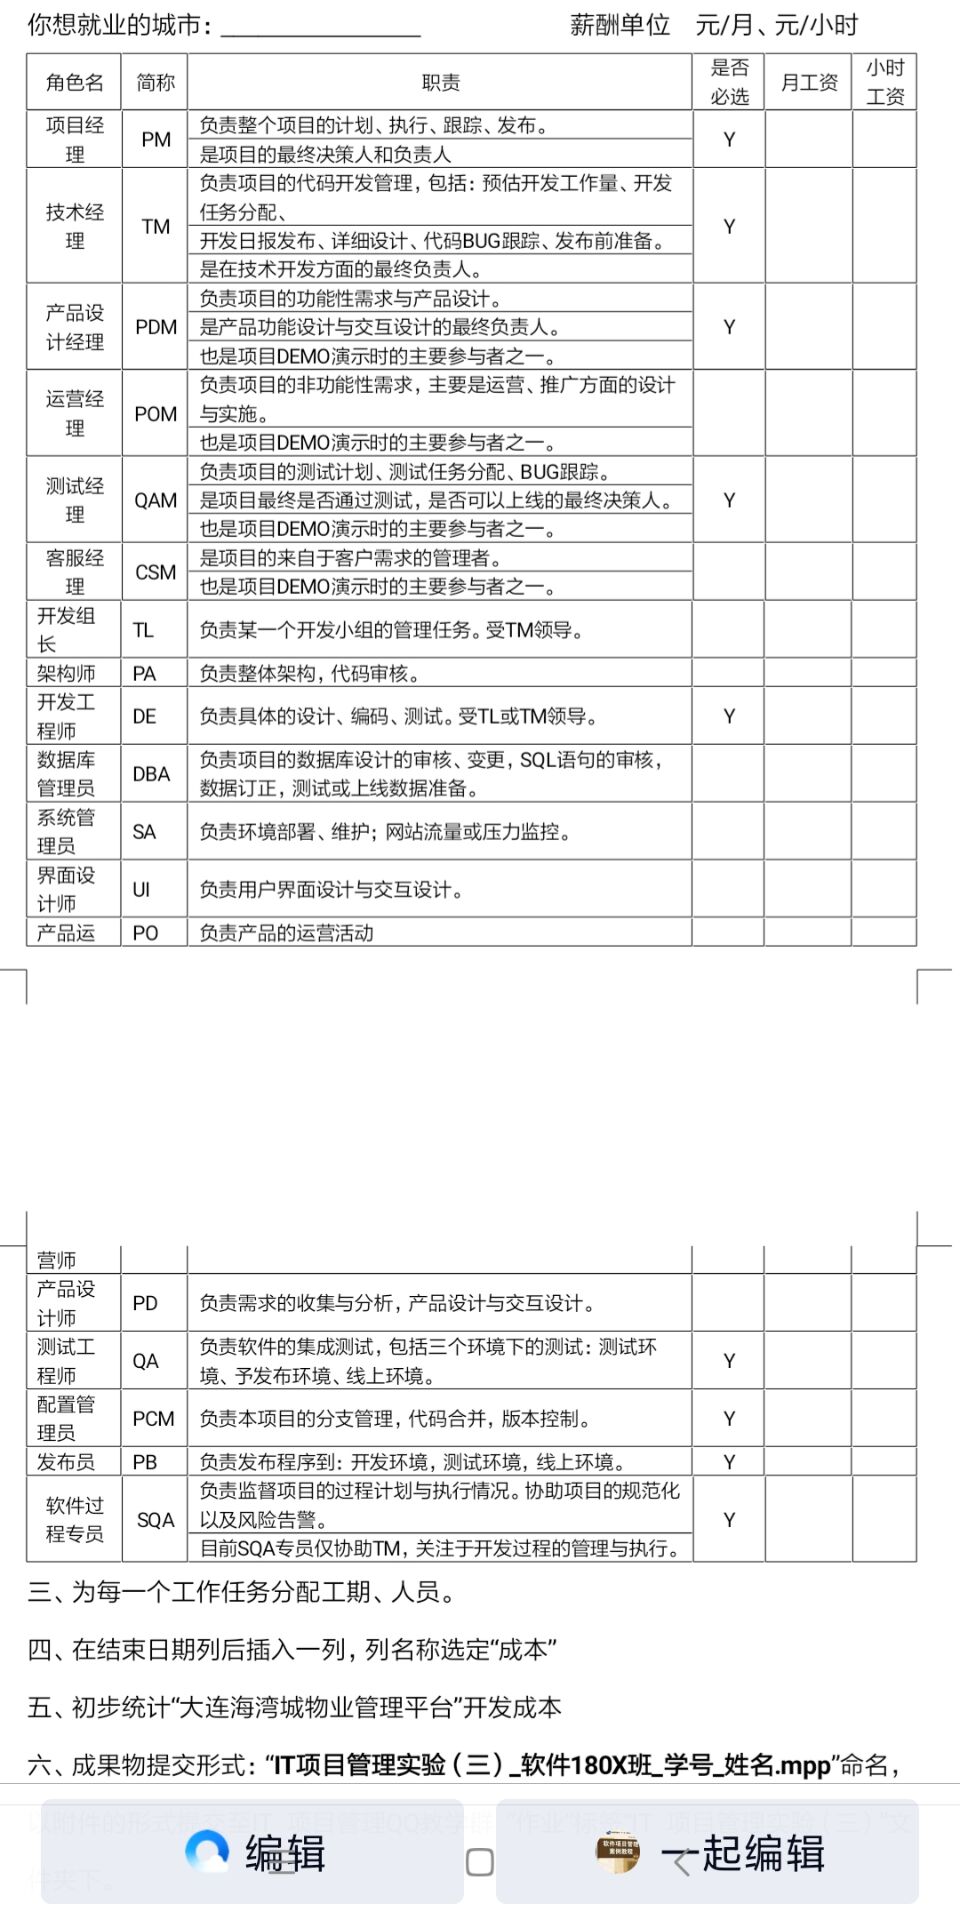 你想就业的城市：_______________ 薪酬单位 元/月、元/小时
角色名 简称 职责 是否必选 月工资 小时工资
项目经理 PM 负责整个项目的计划、执行、跟踪、发布。 Y
是项目的最终决策人和负责人
技术经理 TM 负责项目的代码开发管理，包括：预估开发工作量、开发 Y
任务分配、
开发日报发布、详细设计、代码BUG跟踪、发布前准备。
是在技术开发方面的最终负责人。
产品设计经理 PDM 负责项目的功能性需求与产品设计。 Y
是产品功能设计与交互设计的最终负责人。
也是项目DEMO演示时的主要参与者之一。
运营经理 POM 负责项目的非功能性需求，主要是运营、推广方面的设计
与实施。
也是项目DEMO演示时的主要参与者之一。
测试经理 QAM 负责项目的测试计划、测试任务分配、BUG跟踪。 Y
是项目最终是否通过测试，是否可以上线的最终决策人。
也是项目DEMO演示时的主要参与者之一。
客服经理 CSM 是项目的来自于客户需求的管理者。
也是项目DEMO演示时的主要参与者之一。
开发组长 TL 负责某一个开发小组的管理任务。受TM领导。
架构师 PA 负责整体架构，代码审核。
开发工程师 DE 负责具体的设计、编码、测试。受TL或TM领导。 Y
数据库管理员 DBA 负责项目的数据库设计的审核、变更，SQL语句的审核，
数据订正，测试或上线数据准备。
系统管理员 SA 负责环境部署、维护；网站流量或压力监控。
界面设计师 UI 负责用户界面设计与交互设计。
产品运 PO 负责产品的运营活动
营师
产品设计师 PD 负责需求的收集与分析，产品设计与交互设计。
测试工程师 QA 负责软件的集成测试，包括三个环境下的测试：测试环 Y
境、予发布环境、线上环境。
配置管理员 PCM 负责本项目的分支管理，代码合并，版本控制。 Y
发布员 PB 负责发布程序到：开发环境，测试环境，线上环境。 Y
软件过程专员 SQA 负责监督项目的过程计划与执行情况。协助项目的规范化 Y
以及风险告警。
目前SQA专员仅协助TM，关注于开发过程的管理与执行。
三、为每一个工作任务分配工期、人员。
四、在结束日期列后插入一列，列名称选定“成本”
五、初步统计“大连海湾城物业管理平台”开发成本
六、成果物提交形式：“IT项目管理实验（三）_软件180X班_学号_姓名.mpp”命名，
以附件的形式提交至IT 项目管理QQ教学群 “作业”标签“IT 项目管理实验（三）”文
件夹下。
编辑 一起编辑